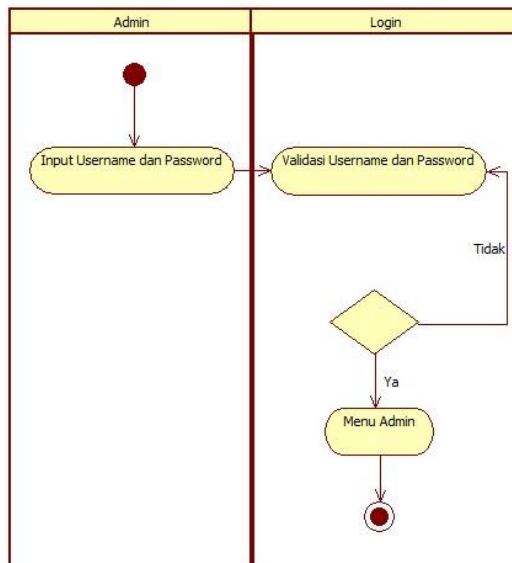 Admin
Login
Input Username dan Password
Validasi Username dan Password
Tidak
Ya
Menu Admin